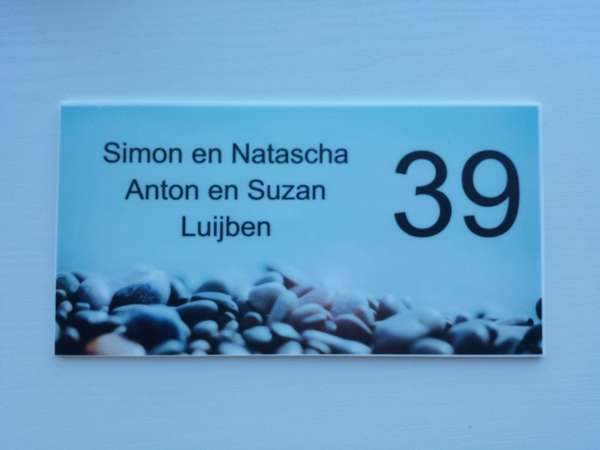 Simon en Natascha
Anton en Suzan
Luijben
39